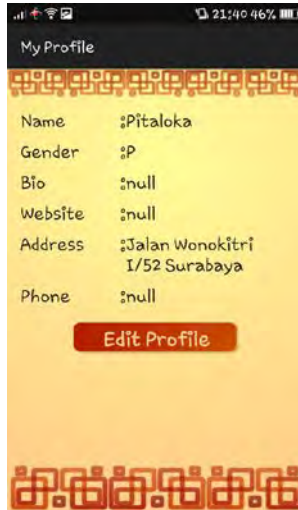 21:40 46%
My Profile
Name :Pitaloka
Gender :P
Bio :null
Website :null
Address :Jalan Wonokitri
I/52 Surabaya
Phone :null
Edit Profile